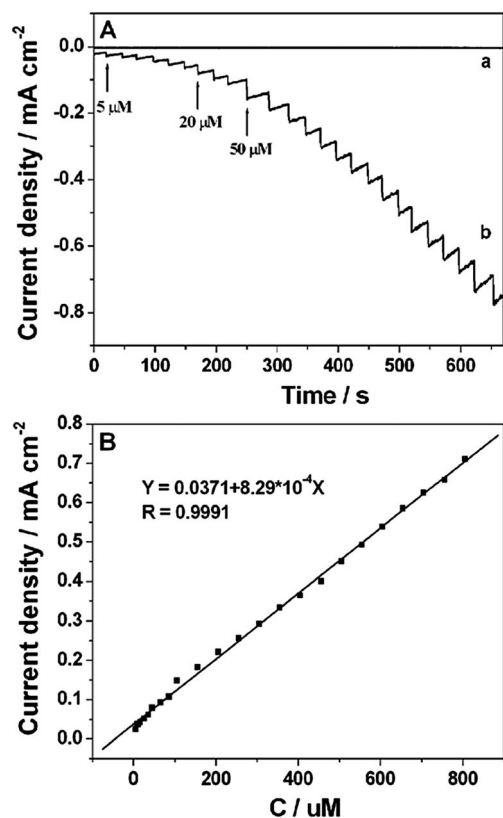 A
0.0
-0.2
-0.4
-0.6
-0.8
Current density / mA cm⁻²
a
5 μM
20 μM
50 μM
b
0 100 200 300 400 500 600
Time / s
B
0.8
0.7
0.6
0.5
0.4
0.3
0.2
0.1
0.0
Current density / mA cm⁻²
Y = 0.0371+8.29*10⁻⁴X
R = 0.9991
0 200 400 600 800
C / uM